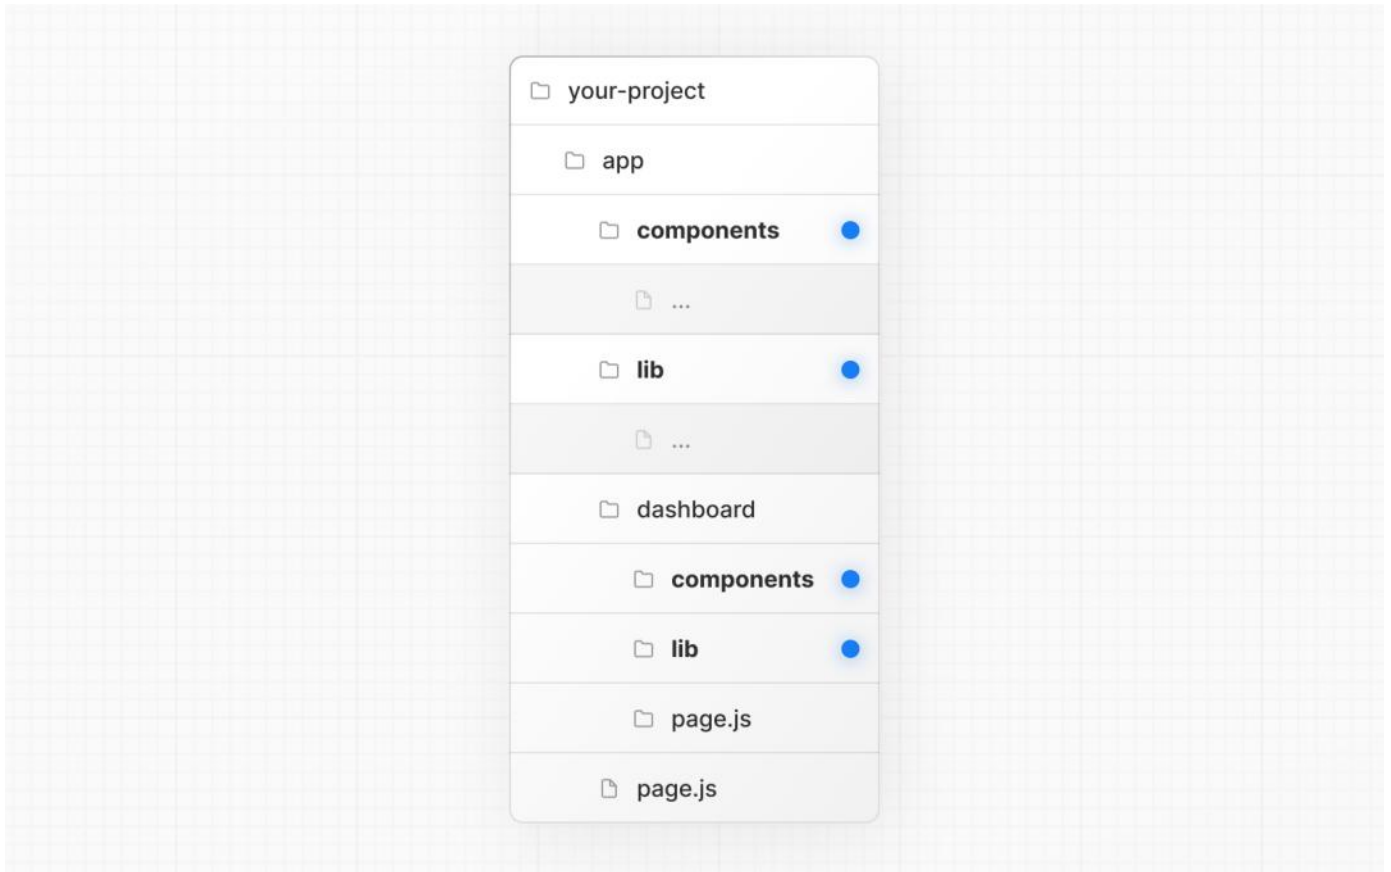 your-project
app
components
...
lib
...
dashboard
components
lib
page.js
page.js